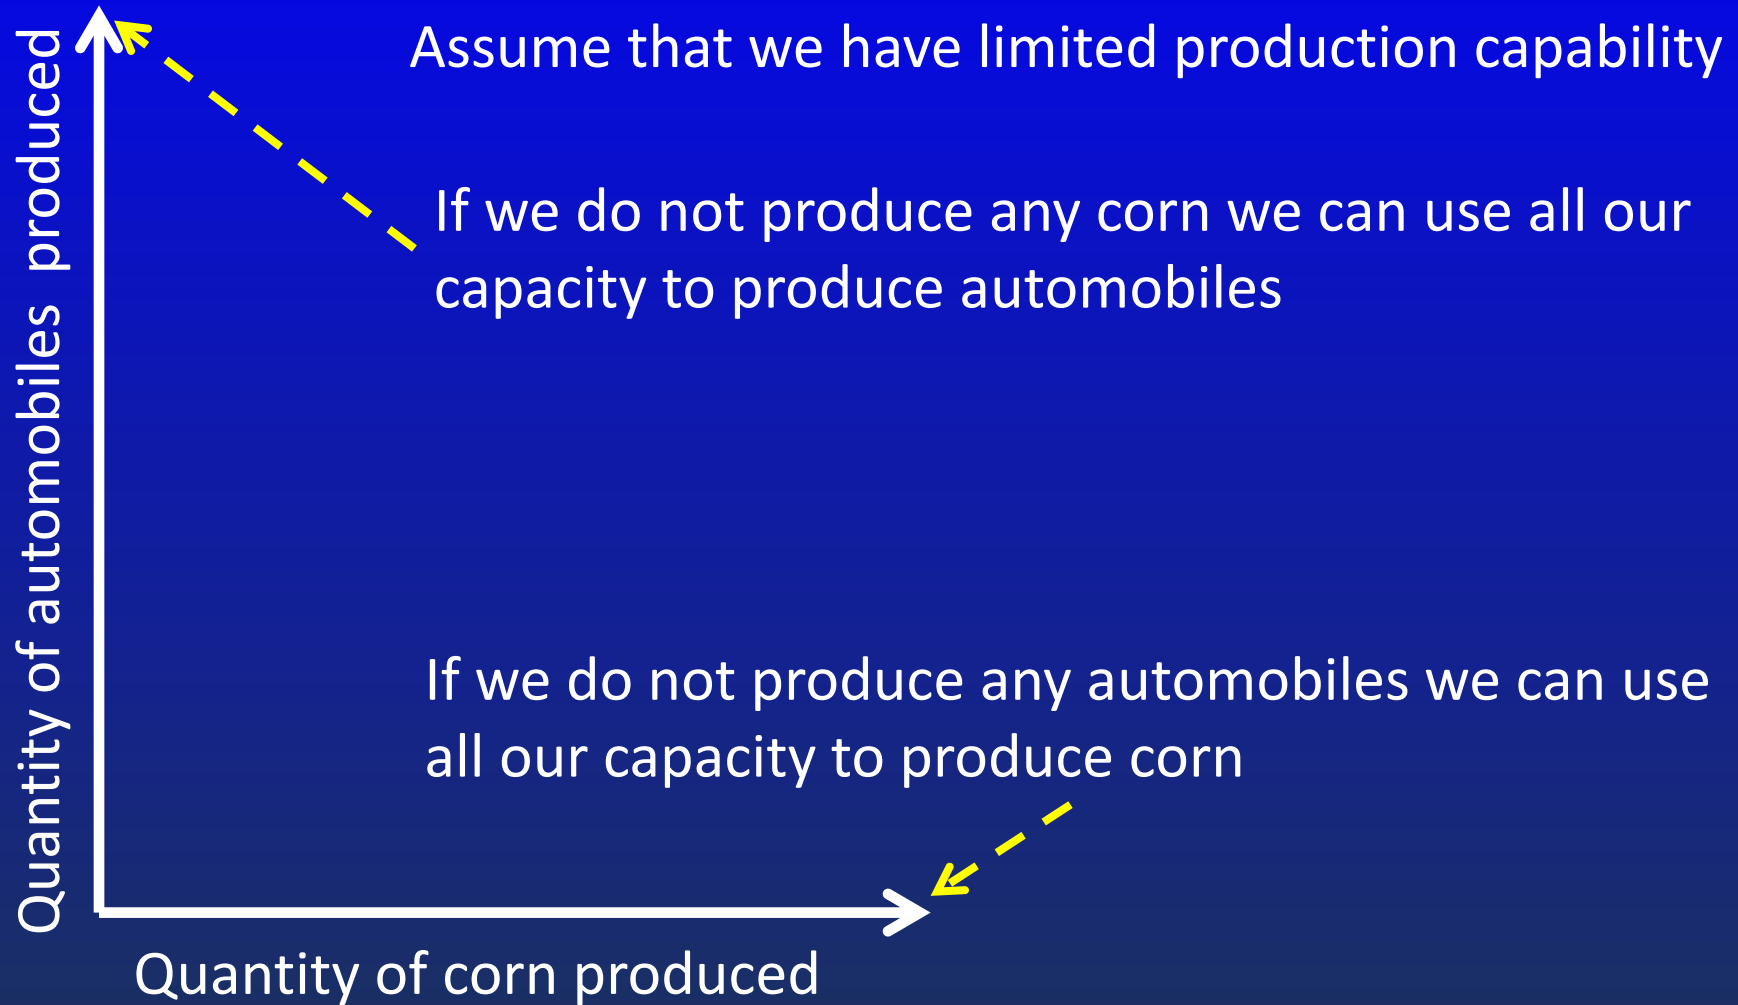 Quantity of automobiles produced
Assume that we have limited production capability
If we do not produce any corn we can use all our
capacity to produce automobiles
If we do not produce any automobiles we can use
all our capacity to produce corn
Quantity of corn produced